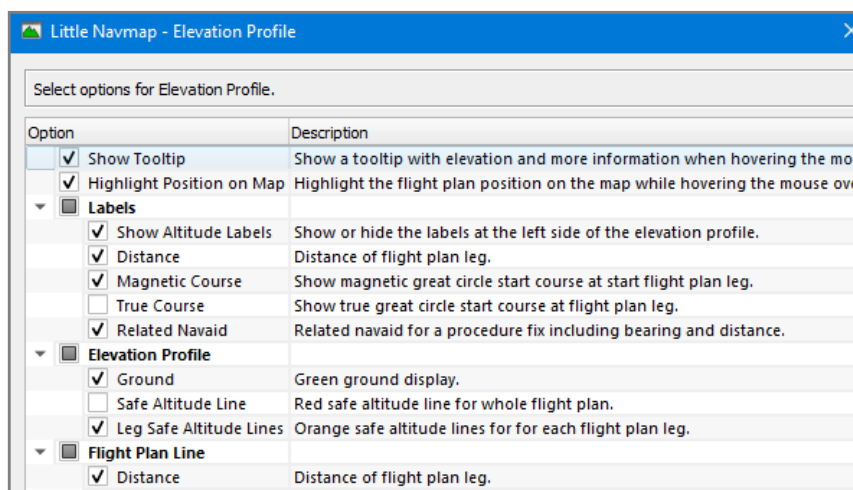 Little Navmap - Elevation Profile
Select options for Elevation Profile.
Option Description
Show Tooltip Show a tooltip with elevation and more information when hovering the mo
Highlight Position on Map Highlight the flight plan position on the map while hovering the mouse ov
Labels
Show Altitude Labels Show or hide the labels at the left side of the elevation profile.
Distance Distance of flight plan leg.
Magnetic Course Show magnetic great circle start course at start flight plan leg.
True Course Show true great circle start course at flight plan leg.
Related Navaid Related navaid for a procedure fix including bearing and distance.
Elevation Profile
Ground Green ground display.
Safe Altitude Line Red safe altitude line for whole flight plan.
Leg Safe Altitude Lines Orange safe altitude lines for for each flight plan leg.
Flight Plan Line
Distance Distance of flight plan leg.